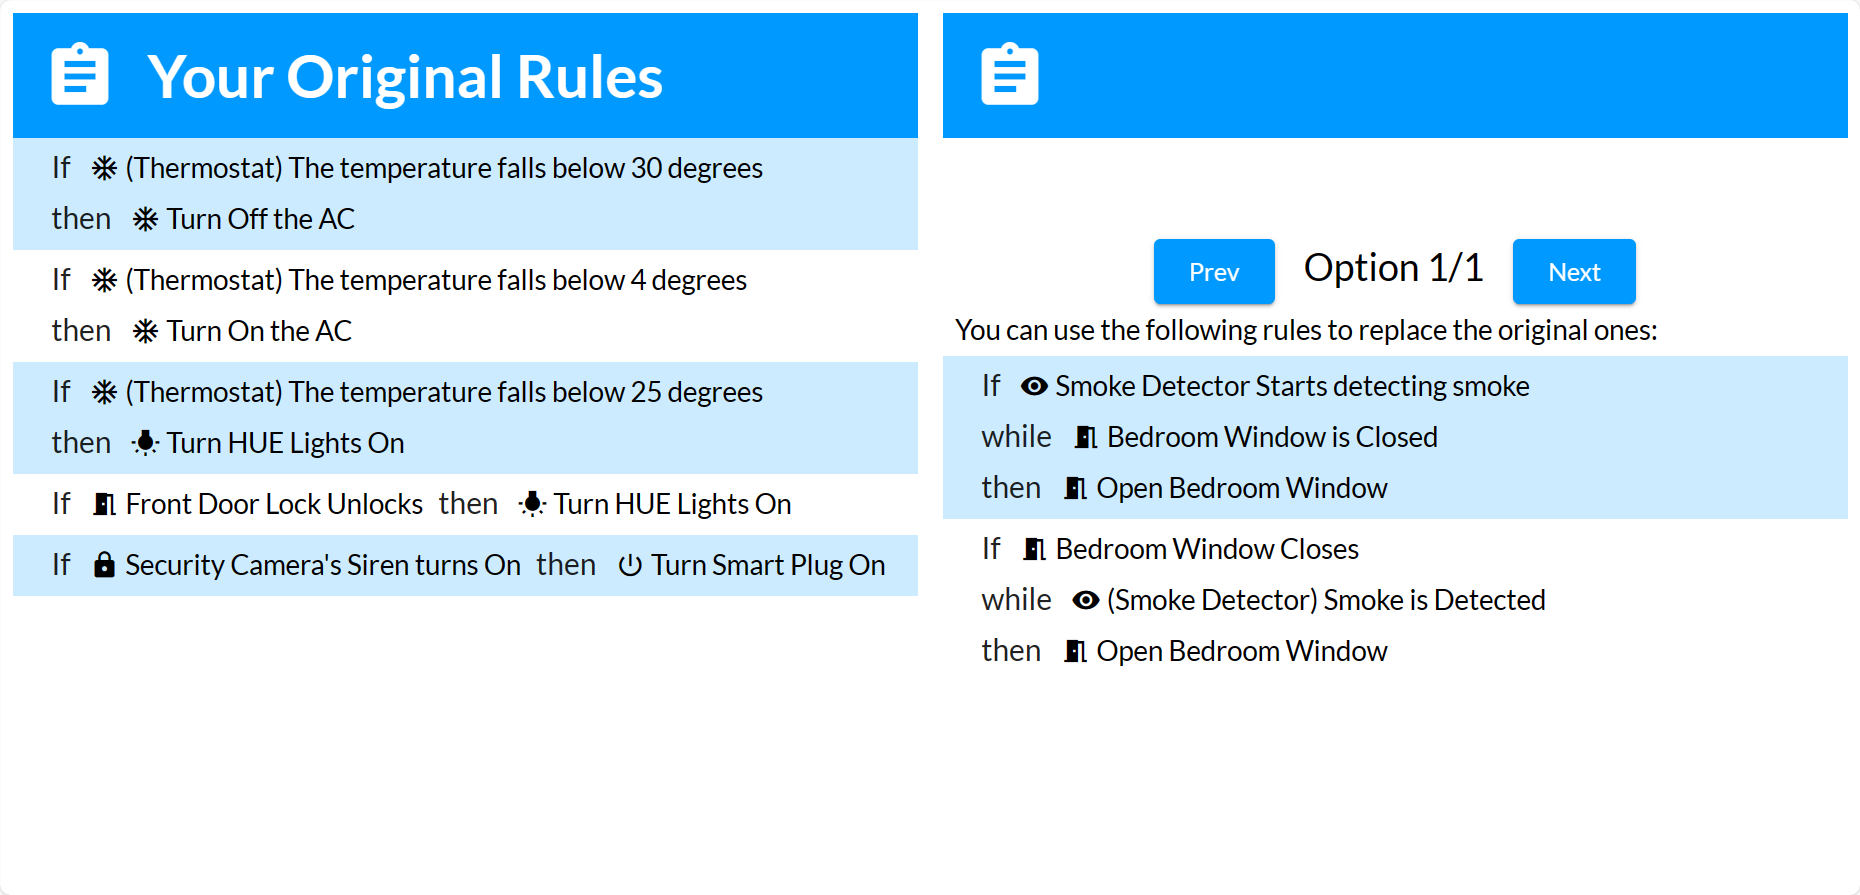 Your Original Rules
If (Thermostat) The temperature falls below 30 degrees
then Turn Off the AC
If (Thermostat) The temperature falls below 4 degrees
then Turn On the AC
If (Thermostat) The temperature falls below 25 degrees
then Turn HUE Lights On
If Front Door Lock Unlocks then Turn HUE Lights On
If Security Camera's Siren turns On then Turn Smart Plug On
Prev Option 1/1 Next
You can use the following rules to replace the original ones:
If Smoke Detector Starts detecting smoke
while Bedroom Window is Closed
then Open Bedroom Window
If Bedroom Window Closes
while (Smoke Detector) Smoke is Detected
then Open Bedroom Window